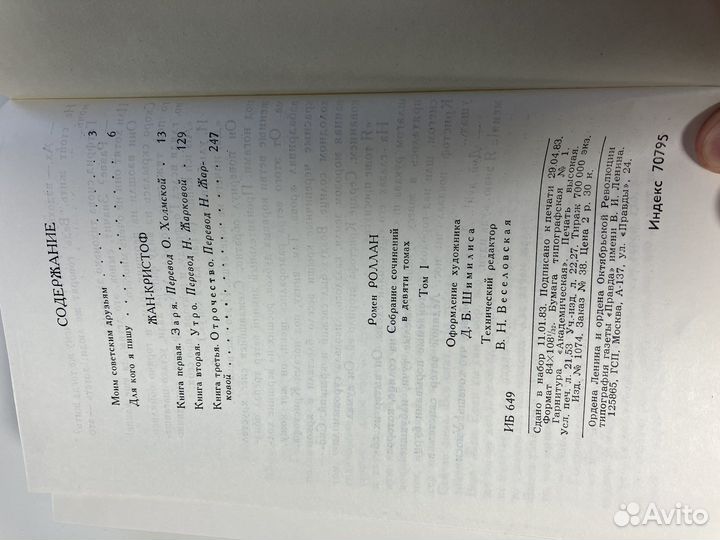 СОДЕРЖАНИЕ
Моим советским друзьям . . . . . . . . . 3
Для кого я пишу . . . . . . . . . . . . 6
ЖАН-КРИСТОФ
Книга первая. Заря. Перевод О. Холмской . . 13
Книга вторая. Утро. Перевод Н. Жарковой . . 129
Книга третья. Отрочество. Перевод Н. Жар-
ковой . . . . . . . . . . . . . . . 247
Ромен РОЛЛАН
Собрание сочинений
в девяти томах
Том I
Оформление художника
Д. Б. Шимилиса
Технический редактор
В. Н. Веселовская
ИБ 649
Сдано в набор 11.01.83. Подписано к печати 29.04.83.
Формат 84×108¹/₃₂. Бумага типографская № 1.
Гарнитура «Академическая». Печать высокая.
Усл. печ. л. 21,53 Уч.-изд. л. 22,27. Тираж 700 000 экз.
Изд. № 1074. Заказ № 38. Цена 2 р. 30 к.
Ордена Ленина и ордена Октябрьской Революции
типография газеты «Правда» имени В. И. Ленина.
125865, ГСП, Москва, А-137, ул. «Правды», 24.
Индекс 70795
Avito